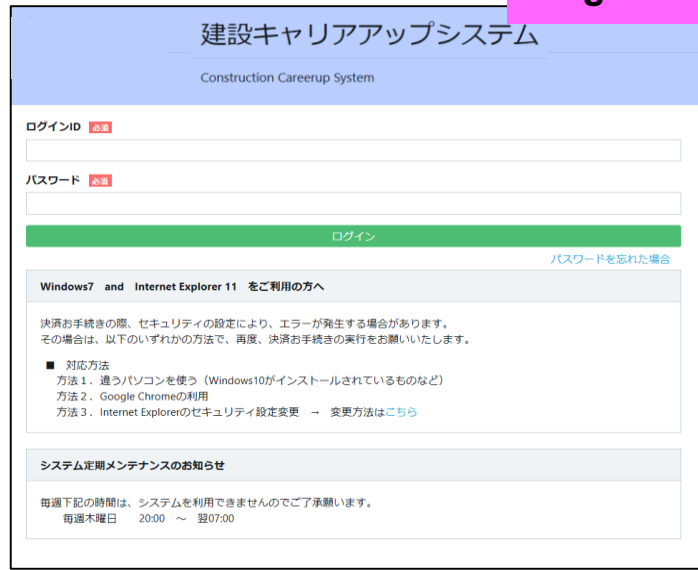 建設キャリアアップシステム
Construction Careerup System
ログインID 必須
パスワード 必須
ログイン
パスワードを忘れた場合
Windows7 and Internet Explorer 11 をご利用の方へ
決済お手続きの際、セキュリティの設定により、エラーが発生する場合があります。
その場合は、以下のいずれかの方法で、再度、決済お手続きの実行をお願いいたします。
■ 対応方法
方法１．違うパソコンを使う（Windows10がインストールされているものなど）
方法２．Google Chromeの利用
方法３．Internet Explorerのセキュリティ設定変更 → 変更方法はこちら
システム定期メンテナンスのお知らせ
毎週下記の時間は、システムを利用できませんのでご了承願います。
毎週木曜日 20:00 ～ 翌07:00